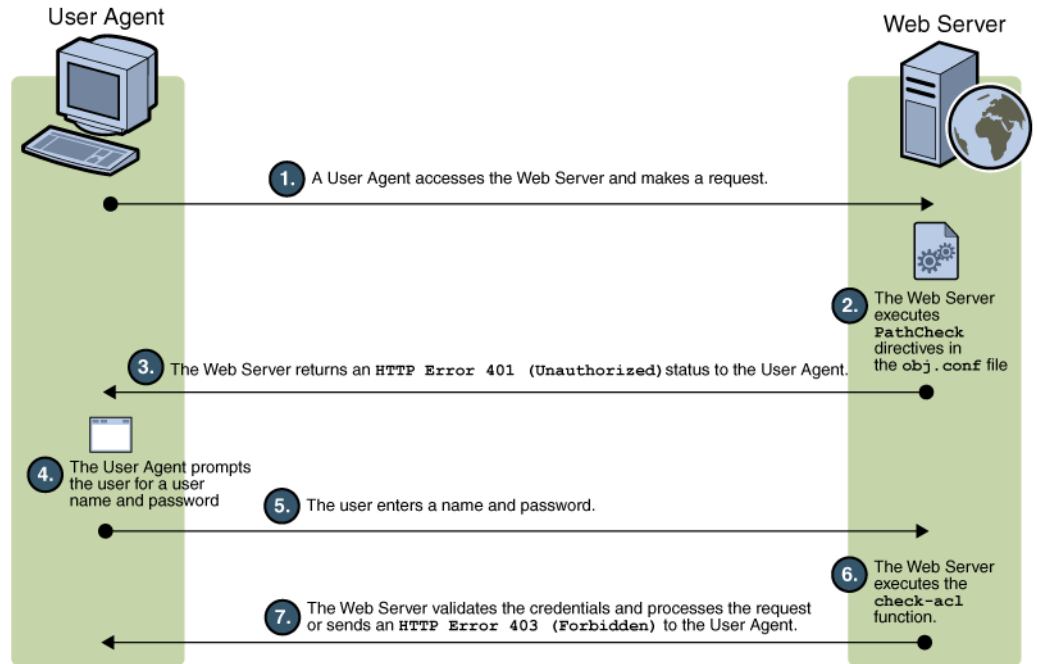 User Agent
Web Server
1.
A User Agent accesses the Web Server and makes a request.
2.
The Web Server
executes
PathCheck
directives in
the obj.conf file
3.
The Web Server returns an HTTP Error 401 (Unauthorized) status to the User Agent.
4.
The User Agent prompts
the user for a user
name and password
5.
The user enters a name and password.
6.
The Web Server
executes the
check-acl
function.
7.
The Web Server validates the credentials and processes the request
or sends an HTTP Error 403 (Forbidden) to the User Agent.